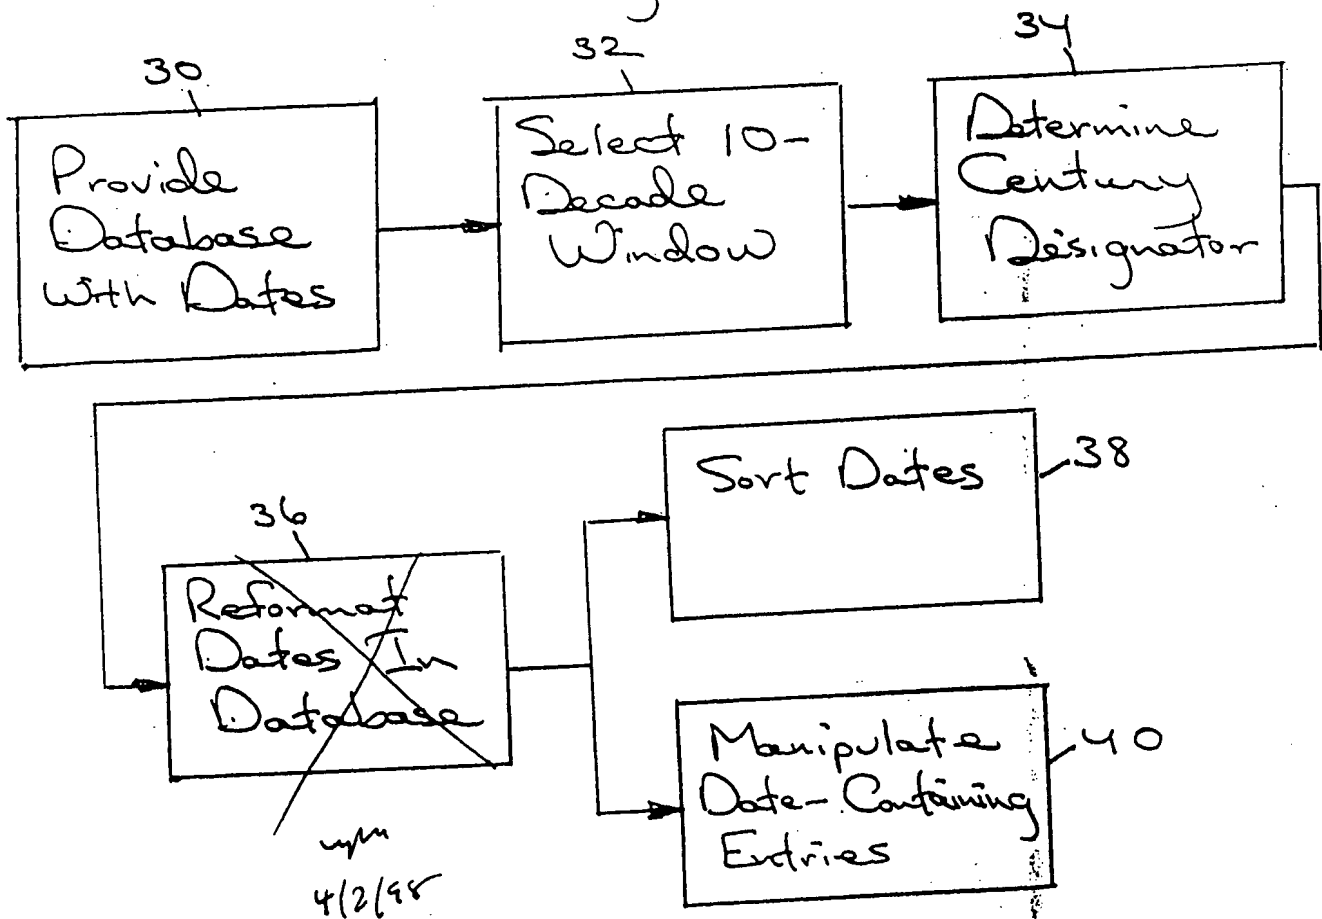 30
Provide
Database
With Dates
32
Select 10-
Decade
Window
34
Determine
Century
Designator
36
Reformat
Dates In
Database
38
Sort Dates
40
Manipulate
Date-Containing
Entries
4/2/98